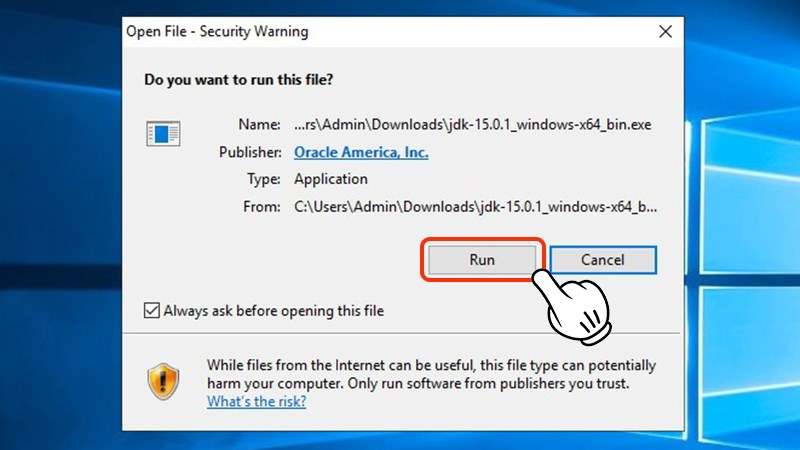 Open File - Security Warning
Do you want to run this file?
Name: ...rs\Admin\Downloads\jdk-15.0.1_windows-x64_bin.exe
Publisher: Oracle America, Inc.
Type: Application
From: C:\Users\Admin\Downloads\jdk-15.0.1_windows-x64_b...
Run Cancel
Always ask before opening this file
While files from the Internet can be useful, this file type can potentially
harm your computer. Only run software from publishers you trust.
What's the risk?